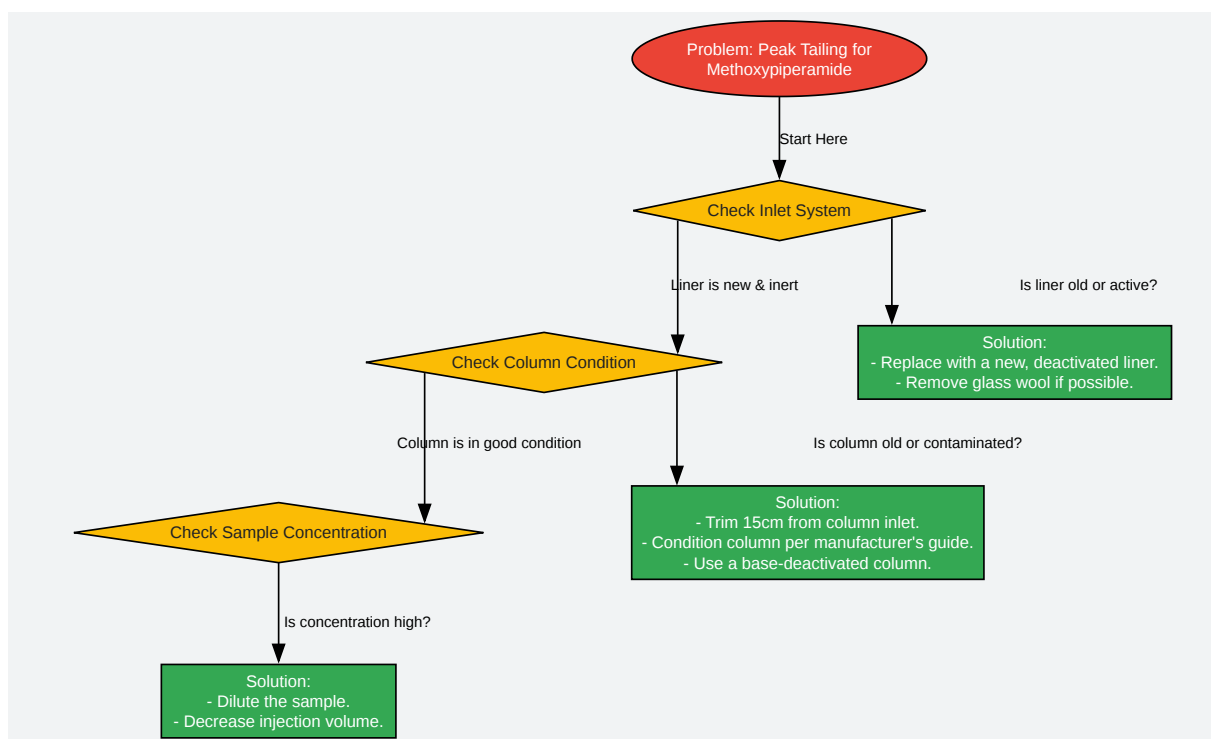 Problem: Peak Tailing for
Methoxypiperamide
Start Here
Check Inlet System
Liner is new & inert
Is liner old or active?
Solution:
- Replace with a new, deactivated liner.
- Remove glass wool if possible.
Check Column Condition
Column is in good condition
Is column old or contaminated?
Solution:
- Trim 15cm from column inlet.
- Condition column per manufacturer's guide.
- Use a base-deactivated column.
Check Sample Concentration
Is concentration high?
Solution:
- Dilute the sample.
- Decrease injection volume.